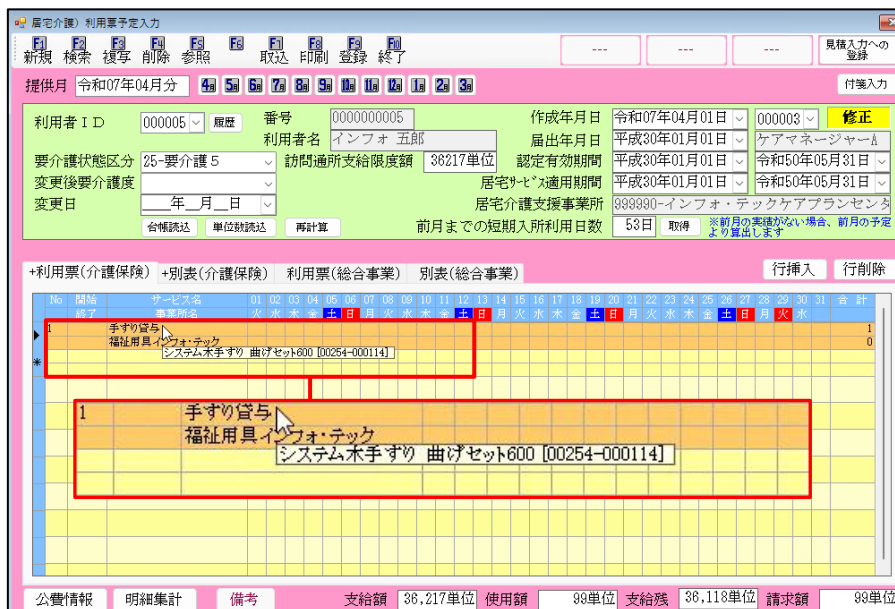 居宅介護）利用票予定入力
F1 F2 F3 F4 F5 F6 F7 F8 F9 F10
新規 検索 複写 削除 参照 取込 印刷 登録 終了
--- --- --- 見積入力への登録
提供月 令和07年04月分 4月 5月 6月 7月 8月 9月 10月 11月 12月 1月 2月 3月 付箋入力
利用者ＩＤ 000005 履歴 番号 0000000005 作成年月日 令和07年04月01日 000003 修正
利用者名 インフォ 五郎 届出年月日 平成30年01月01日 ケアマネージャーA
要介護状態区分 25-要介護５ 訪問通所支給限度額 36217単位 認定有効期間 平成30年01月01日 令和50年05月31日
変更後要介護度 居宅ｻｰﾋﾞｽ適用期間 平成30年01月01日 令和50年05月31日
変更日 __年_月_日 居宅介護支援事業所 999990-インフォ・テックケアプランセンタ
台帳読込 単位数読込 再計算 前月までの短期入所利用日数 53日 取得 ※前月の実績がない場合、前月の予定より算出します
+利用票(介護保険) +別表(介護保険) 利用票(総合事業) 別表(総合事業) 行挿入 行削除
No 開始 サービス名 01 02 03 04 05 06 07 08 09 10 11 12 13 14 15 16 17 18 19 20 21 22 23 24 25 26 27 28 29 30 31 合 計
終了 事業所名 火 水 木 金 土 日 月 火 水 木 金 土 日 月 火 水 木 金 土 日 月 火 水 木 金 土 日 月 火 水
1 手すり貸与 1
福祉用具インフォ・テック 0
システム木手すり 曲げセット600 [00254-000114]
*
1 手すり貸与
福祉用具インフォ・テック
システム木手すり 曲げセット600 [00254-000114]
公費情報 明細集計 備考 支給額 36,217単位 使用額 99単位 支給残 36,118単位 請求額 99単位